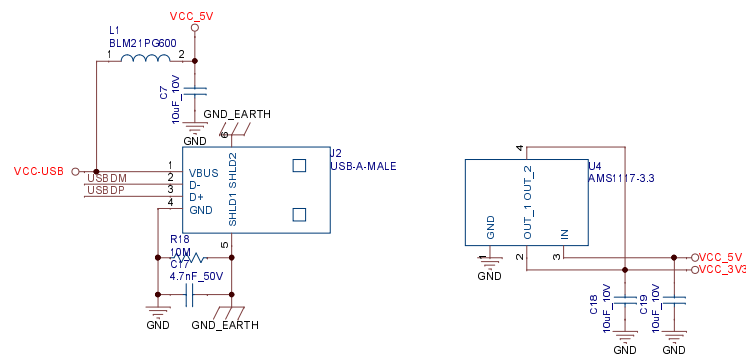 VCC_5V
L1
BLM21PG600
1
2
C7
10uF_10V
GND
GND_EARTH
6
J2
USB-A-MALE
VCC-USB
1
VBUS
USBDM
2
D-
USBDP
3
D+
4
GND
SHLD1 SHLD2
5
R18
10M
C17
4.7nF_50V
GND
GND_EARTH
4
U4
AMS1117-3.3
GND
OUT_1 OUT_2
IN
1
2
3
GND
VCC_5V
VCC_3V3
C18
10uF_10V
C19
10uF_10V
GND
GND